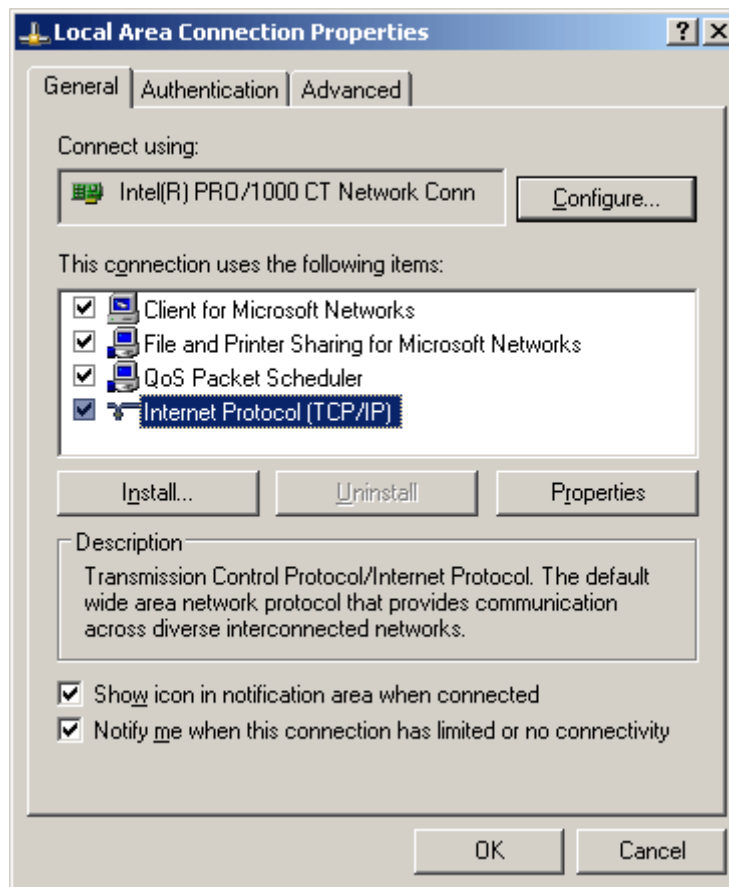 Local Area Connection Properties
General Authentication Advanced
Connect using:
Intel(R) PRO/1000 CT Network Conn
Configure...
This connection uses the following items:
Client for Microsoft Networks
File and Printer Sharing for Microsoft Networks
QoS Packet Scheduler
Internet Protocol (TCP/IP)
Install... Uninstall Properties
Description
Transmission Control Protocol/Internet Protocol. The default
wide area network protocol that provides communication
across diverse interconnected networks.
Show icon in notification area when connected
Notify me when this connection has limited or no connectivity
OK Cancel